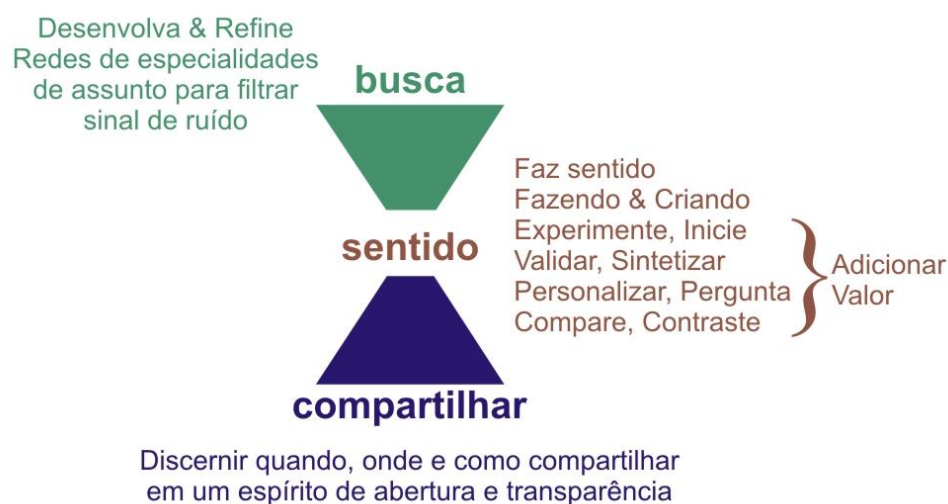 Desenvolva & Refine
Redes de especialidades
de assunto para filtrar
sinal de ruído
busca
sentido
Faz sentido
Fazendo & Criando
Experimente, Inicie
Validar, Sintetizar
Personalizar, Pergunta
Compare, Contraste
Adicionar
Valor
compartilhar
Discernir quando, onde e como compartilhar
em um espírito de abertura e transparência